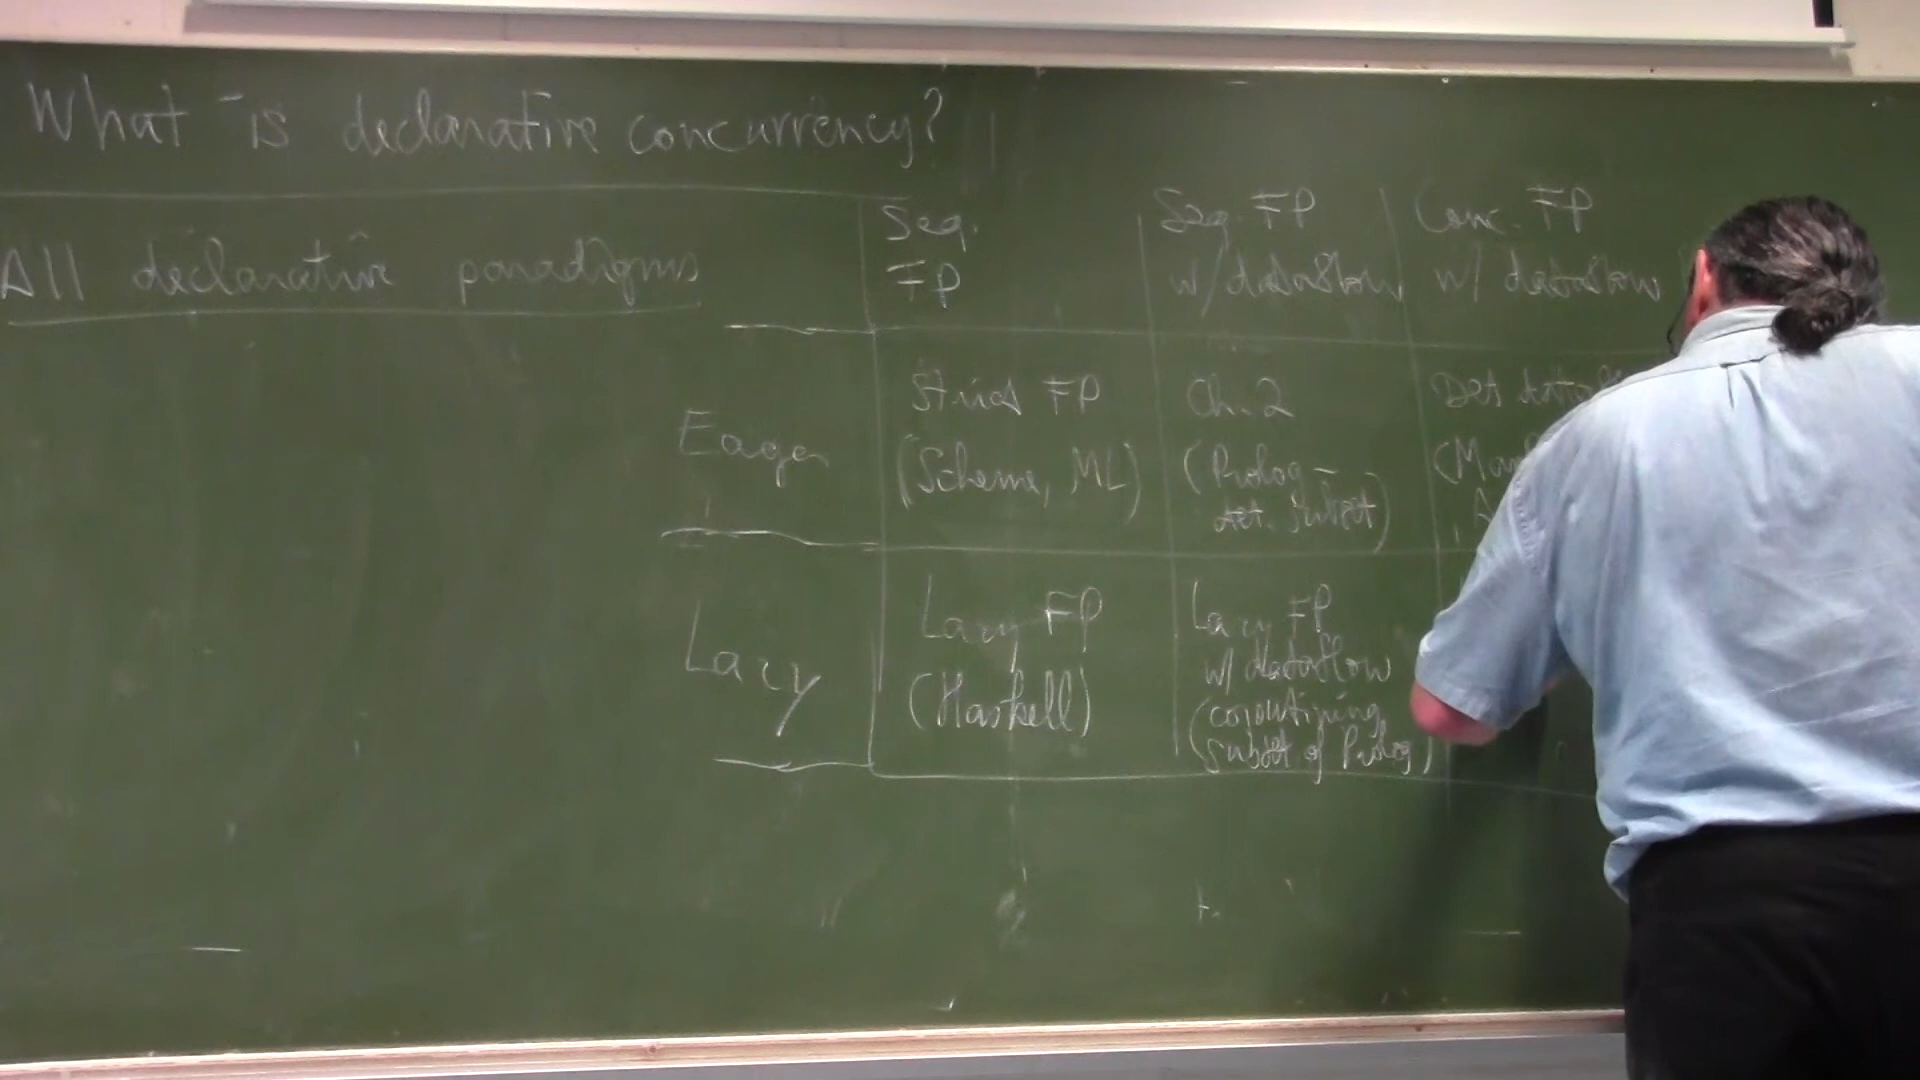 What is declarative concurrency?
All declarative paradigms
Seq. FP
Seq. FP w/ dataflow
Conc. FP w/ dataflow
Eager
Strict FP
(Scheme, ML)
Ch. 2
(Prolog –
det. subset)
Det
Lazy
Lazy FP
(Haskell)
Lazy FP
w/ dataflow
(coroutining
subset of Prolog)